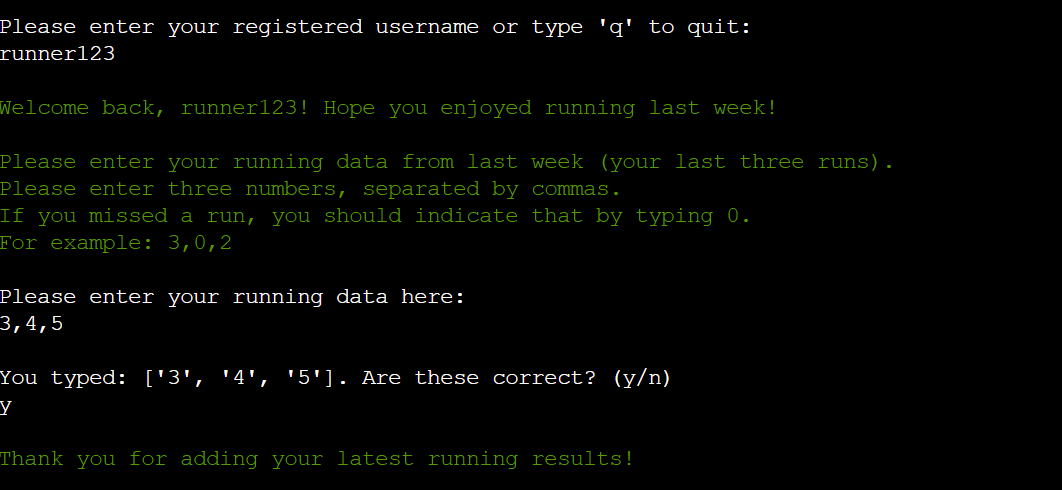 Please enter your registered username or type 'q' to quit:
runner123
Welcome back, runner123! Hope you enjoyed running last week!
Please enter your running data from last week (your last three runs).
Please enter three numbers, separated by commas.
If you missed a run, you should indicate that by typing 0.
For example: 3,0,2
Please enter your running data here:
3,4,5
You typed: ['3', '4', '5']. Are these correct? (y/n)
y
Thank you for adding your latest running results!